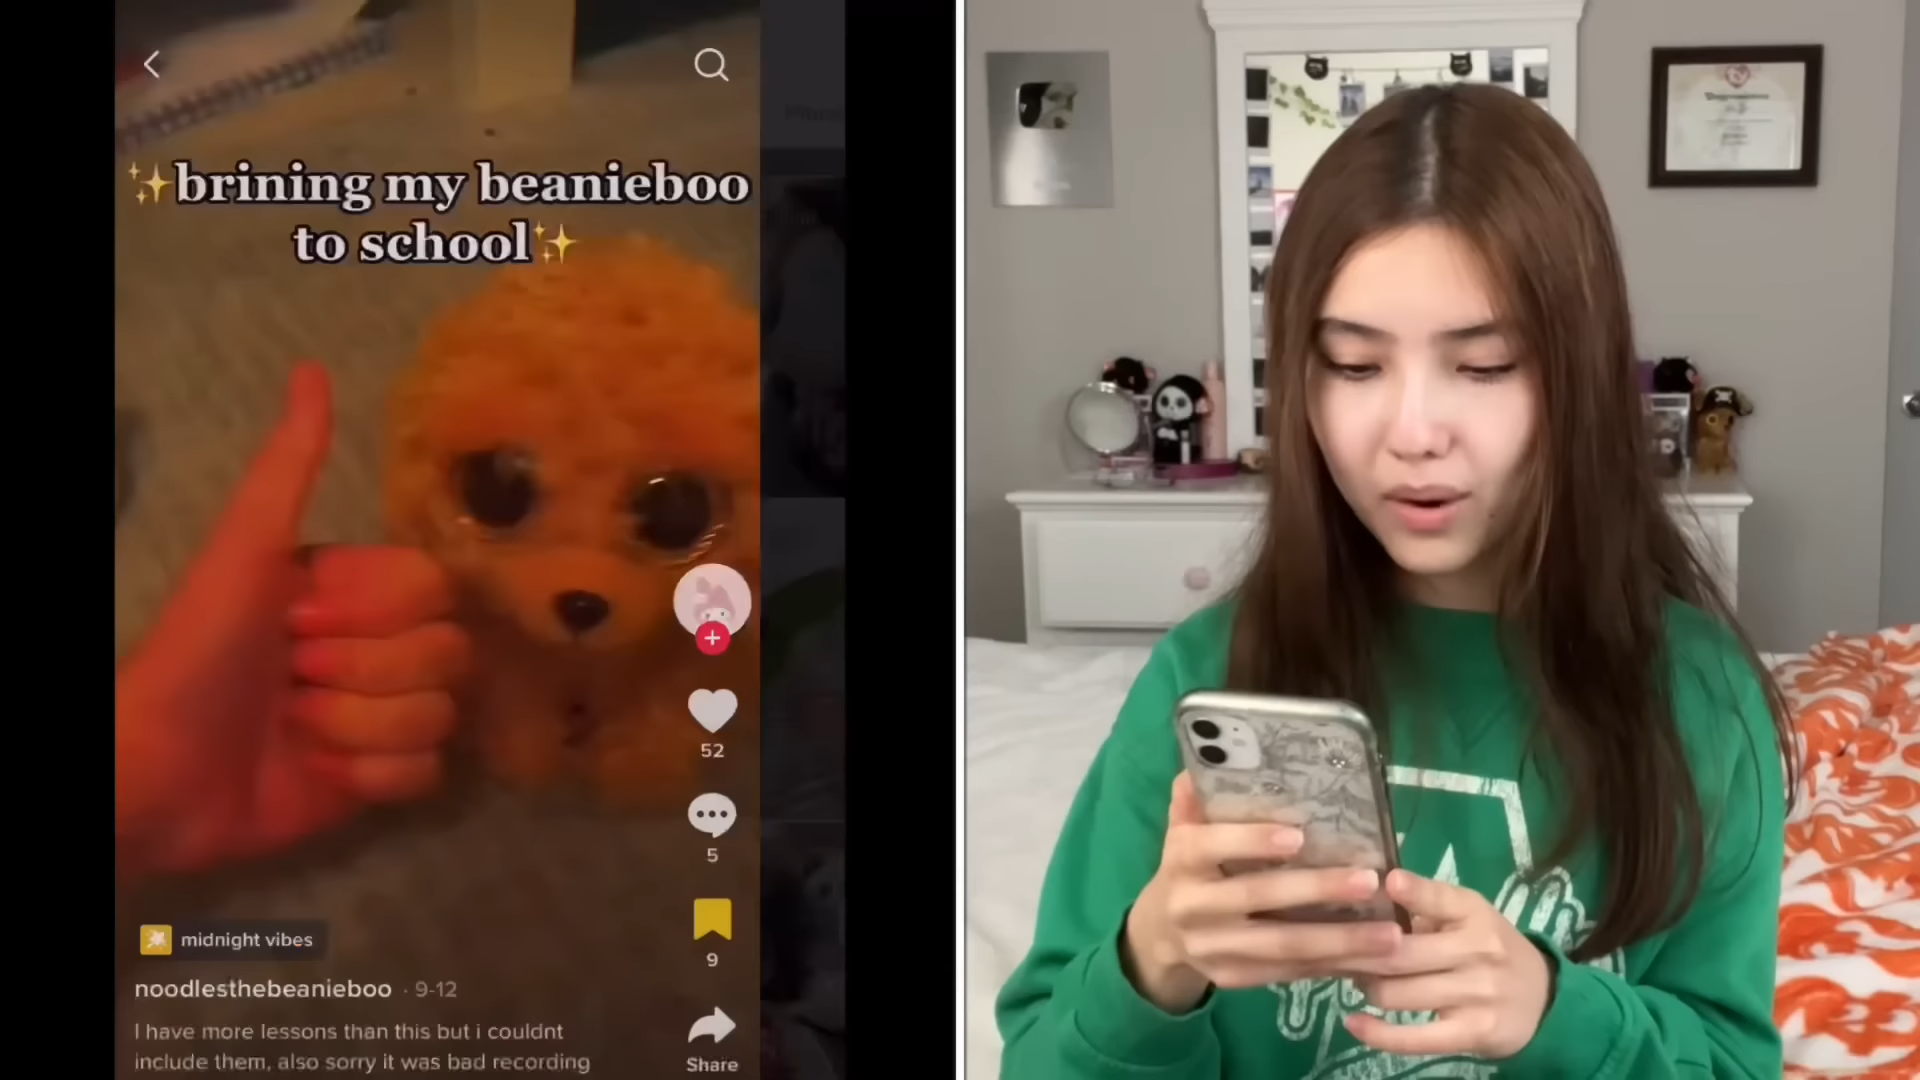 brining my beanieboo
to school
52
5
midnight vibes
9
noodlesthebeanieboo · 9-12
I have more lessons than this but i couldnt
include them, also sorry it was bad recording
Share
ty